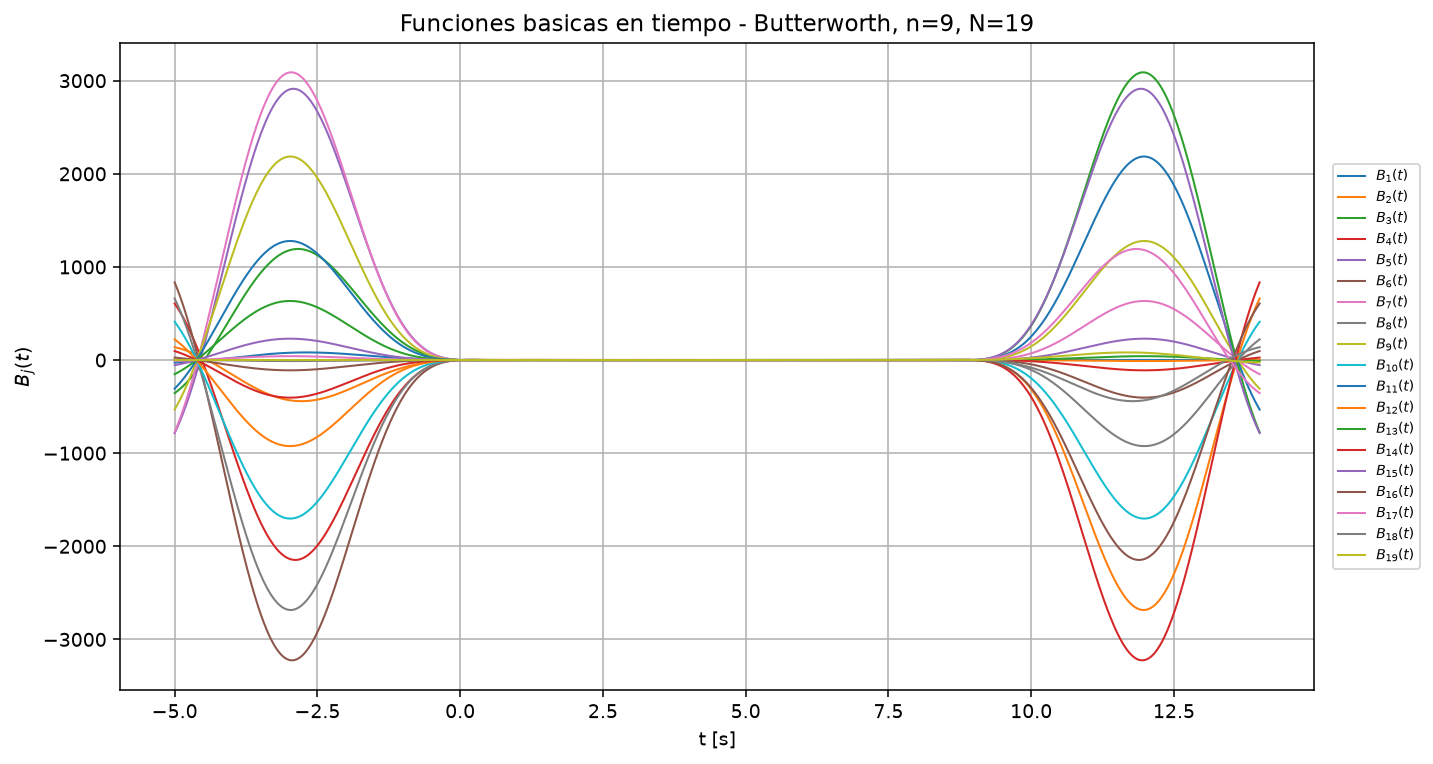 Funciones basicas en tiempo - Butterworth, n=9, N=19
3000
2000
1000
0
−1000
−2000
−3000
B_j(t)
−5.0 −2.5 0.0 2.5 5.0 7.5 10.0 12.5
t [s]
B_1(t)
B_2(t)
B_3(t)
B_4(t)
B_5(t)
B_6(t)
B_7(t)
B_8(t)
B_9(t)
B_10(t)
B_11(t)
B_12(t)
B_13(t)
B_14(t)
B_15(t)
B_16(t)
B_17(t)
B_18(t)
B_19(t)